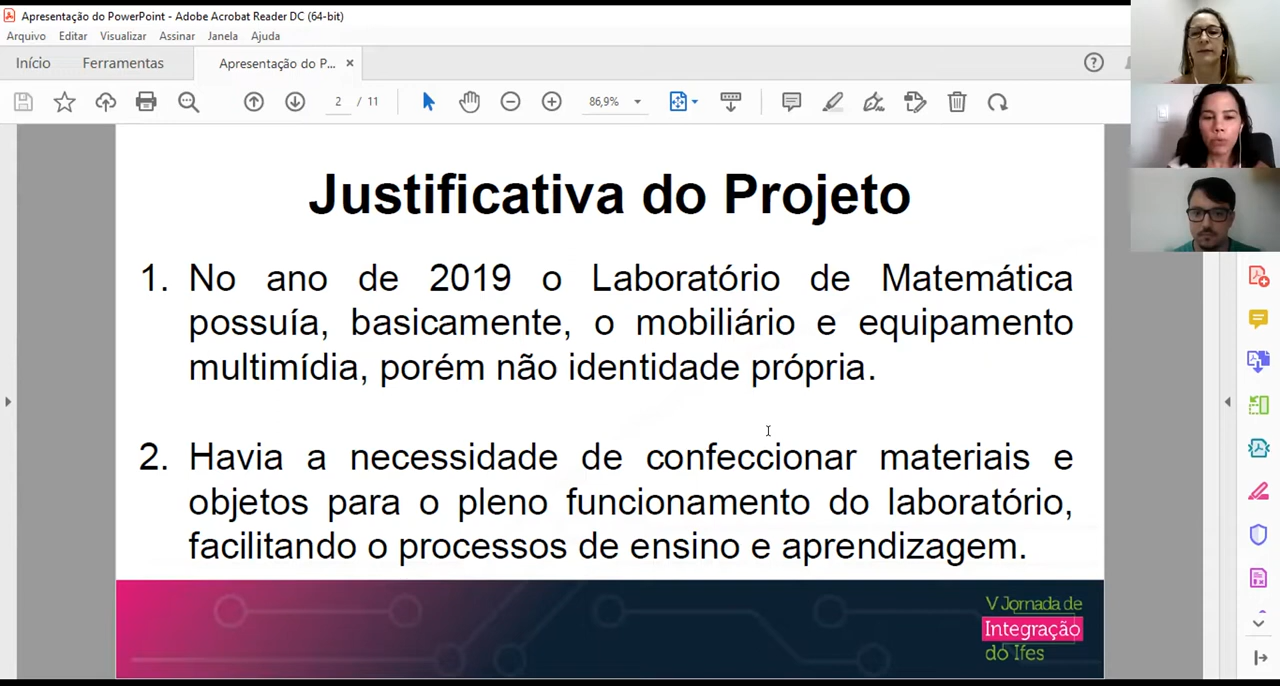 Apresentação do PowerPoint - Adobe Acrobat Reader DC (64-bit)
Arquivo Editar Visualizar Assinar Janela Ajuda
Início Ferramentas Apresentação do P... ×
2 / 11 86,9%
Justificativa do Projeto
1. No ano de 2019 o Laboratório de Matemática
possuía, basicamente, o mobiliário e equipamento
multimídia, porém não identidade própria.
2. Havia a necessidade de confeccionar materiais e
objetos para o pleno funcionamento do laboratório,
facilitando o processos de ensino e aprendizagem.
V Jornada de
Integração
do Ifes